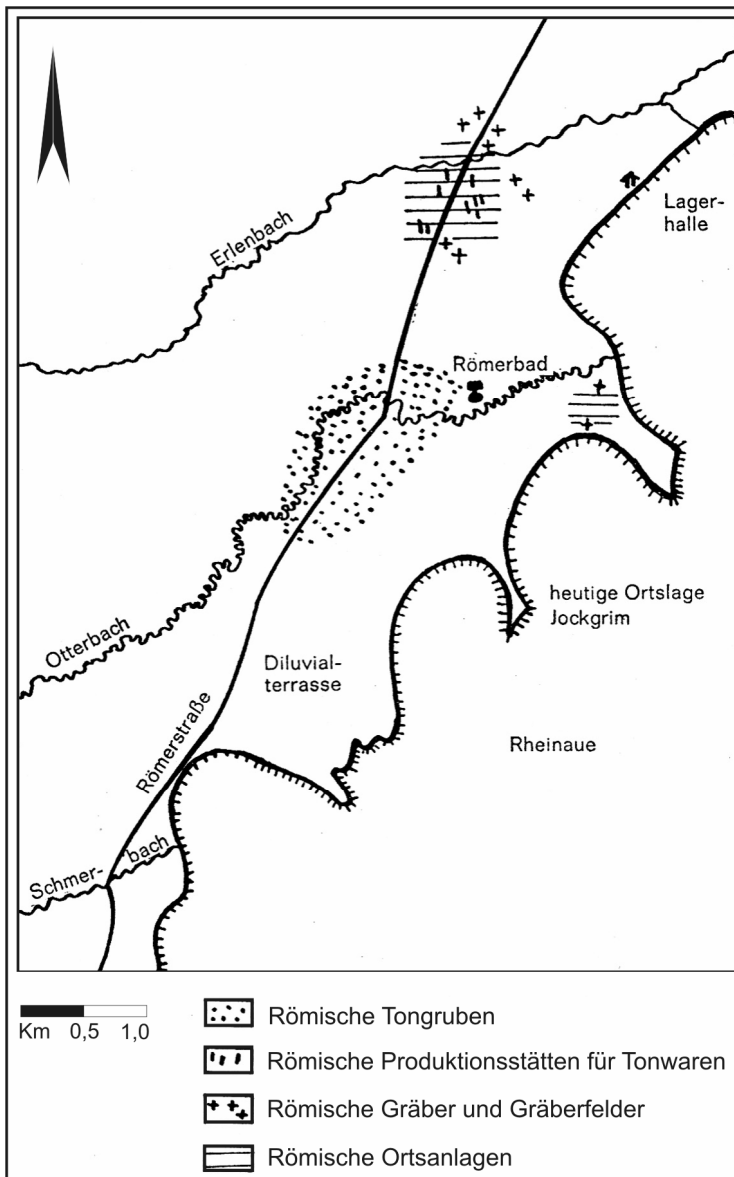 Erlenbach
Lager-
halle
Römerbad
Otterbach
heutige Ortslage
Jockgrim
Diluvial-
terrasse
Römerstraße
Rheinaue
Schmer-
bach
Km 0,5 1,0
Römische Tongruben
Römische Produktionsstätten für Tonwaren
Römische Gräber und Gräberfelder
Römische Ortsanlagen